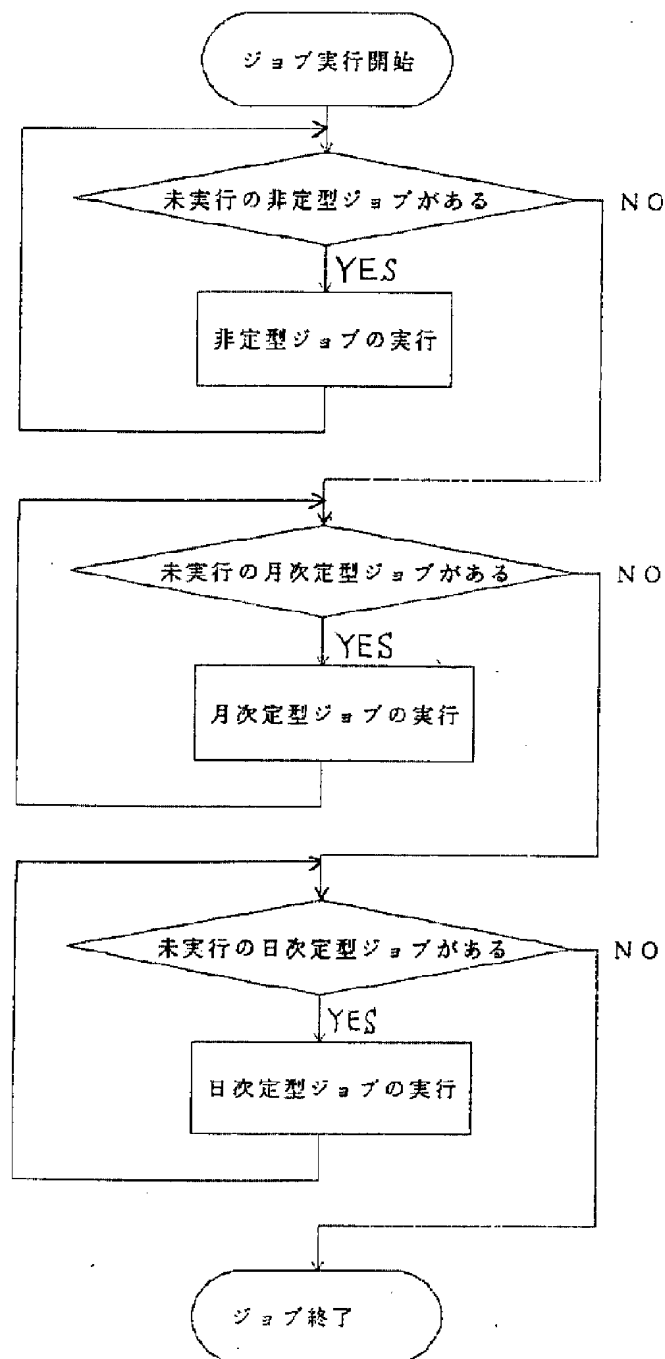 ジョブ実行開始
未実行の非定型ジョブがある
NO
YES
非定型ジョブの実行
未実行の月次定型ジョブがある
NO
YES
月次定型ジョブの実行
未実行の日次定型ジョブがある
NO
YES
日次定型ジョブの実行
ジョブ終了